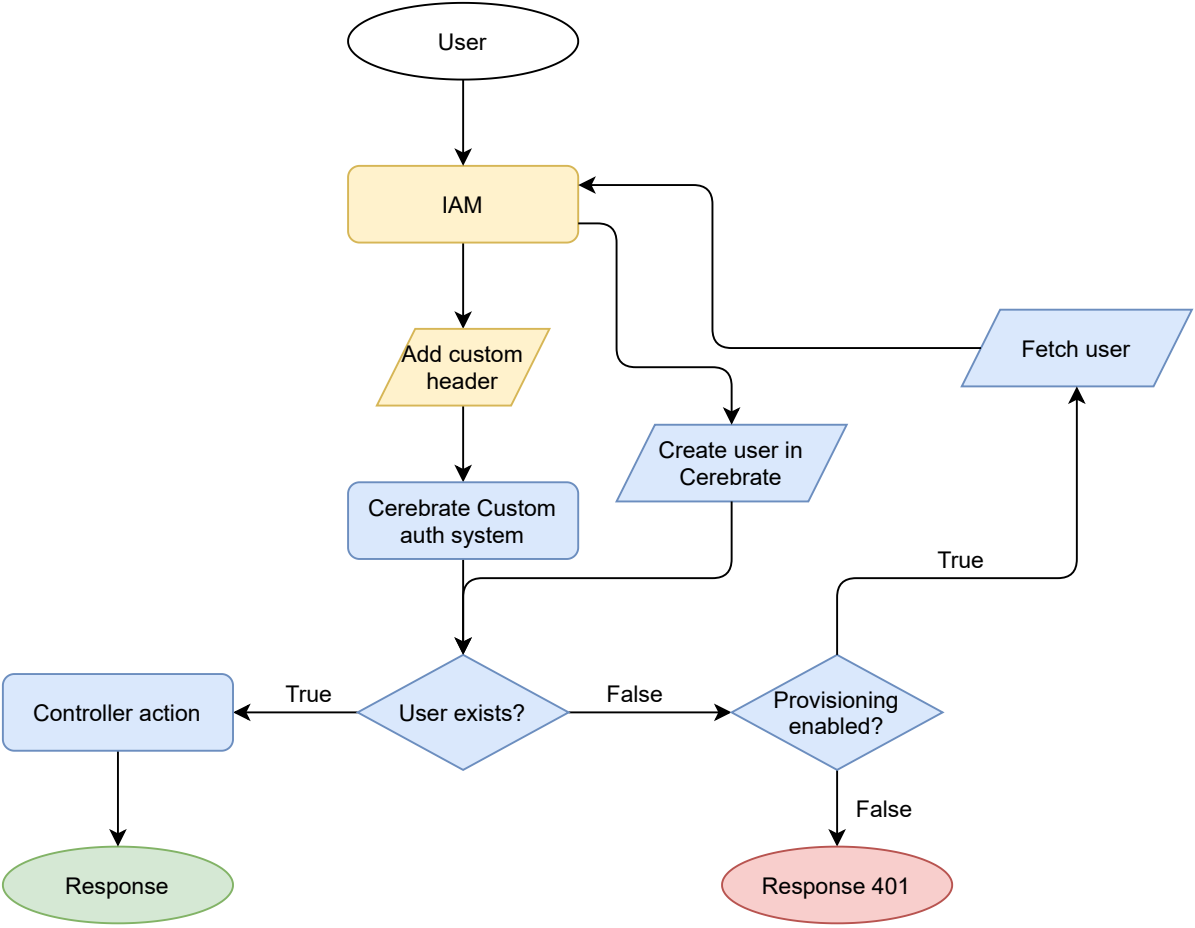 User
IAM
Add custom
header
Fetch user
Create user in
Cerebrate
Cerebrate Custom
auth system
True
Controller action
True
User exists?
False
Provisioning
enabled?
False
Response
Response 401